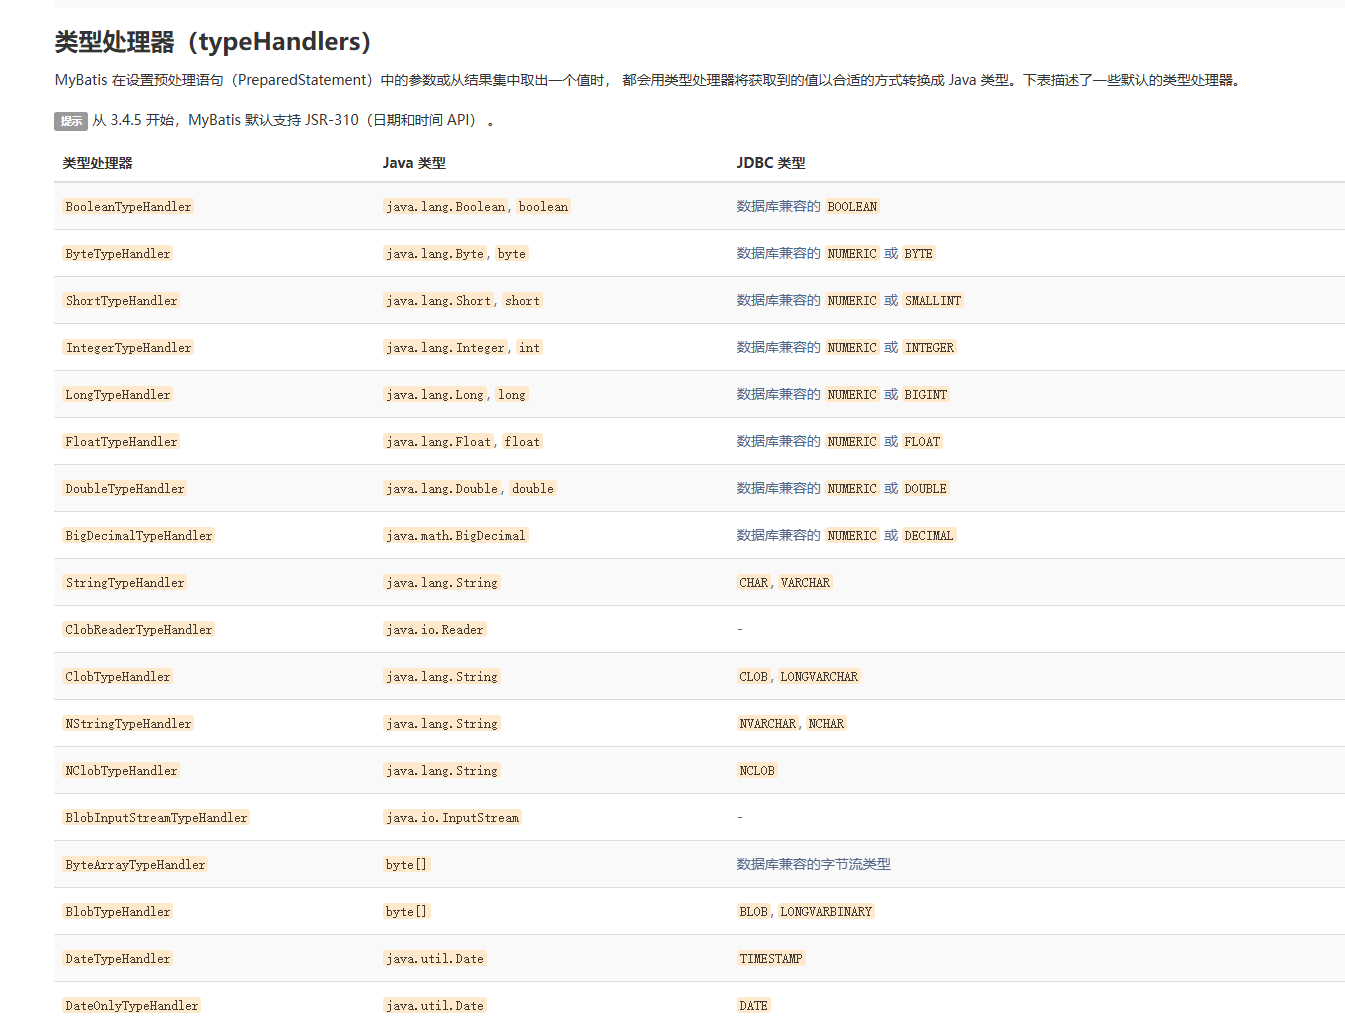 类型处理器（typeHandlers）
MyBatis 在设置预处理语句（PreparedStatement）中的参数或从结果集中取出一个值时， 都会用类型处理器将获取到的值以合适的方式转换成 Java 类型。下表描述了一些默认的类型处理器。
提示 从 3.4.5 开始，MyBatis 默认支持 JSR-310（日期和时间 API） 。
类型处理器 Java 类型 JDBC 类型
BooleanTypeHandler java.lang.Boolean, boolean 数据库兼容的 BOOLEAN
ByteTypeHandler java.lang.Byte, byte 数据库兼容的 NUMERIC 或 BYTE
ShortTypeHandler java.lang.Short, short 数据库兼容的 NUMERIC 或 SMALLINT
IntegerTypeHandler java.lang.Integer, int 数据库兼容的 NUMERIC 或 INTEGER
LongTypeHandler java.lang.Long, long 数据库兼容的 NUMERIC 或 BIGINT
FloatTypeHandler java.lang.Float, float 数据库兼容的 NUMERIC 或 FLOAT
DoubleTypeHandler java.lang.Double, double 数据库兼容的 NUMERIC 或 DOUBLE
BigDecimalTypeHandler java.math.BigDecimal 数据库兼容的 NUMERIC 或 DECIMAL
StringTypeHandler java.lang.String CHAR, VARCHAR
ClobReaderTypeHandler java.io.Reader -
ClobTypeHandler java.lang.String CLOB, LONGVARCHAR
NStringTypeHandler java.lang.String NVARCHAR, NCHAR
NClobTypeHandler java.lang.String NCLOB
BlobInputStreamTypeHandler java.io.InputStream -
ByteArrayTypeHandler byte[] 数据库兼容的字节流类型
BlobTypeHandler byte[] BLOB, LONGVARBINARY
DateTypeHandler java.util.Date TIMESTAMP
DateOnlyTypeHandler java.util.Date DATE